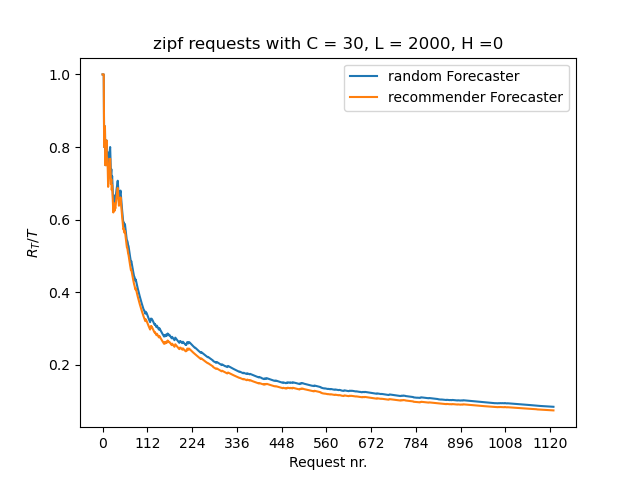 zipf requests with C = 30, L = 2000, H =0
random Forecaster
recommender Forecaster
1.0
0.8
0.6
0.4
0.2
R_T/T
0 112 224 336 448 560 672 784 896 1008 1120
Request nr.